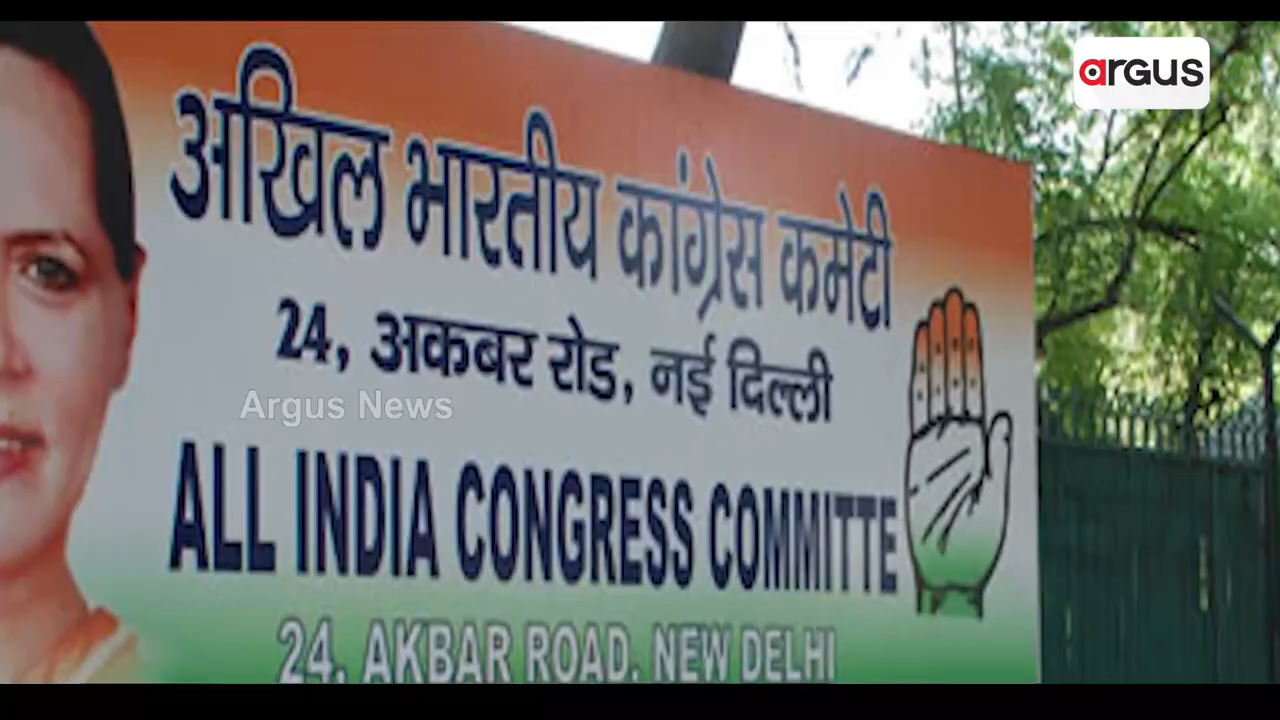 argus
अखिल भारतीय कांग्रेस कमेटी
24, अकबर रोड, नई दिल्ली
Argus News
ALL INDIA CONGRESS COMMITTE
24, AKBAR ROAD, NEW DELHI